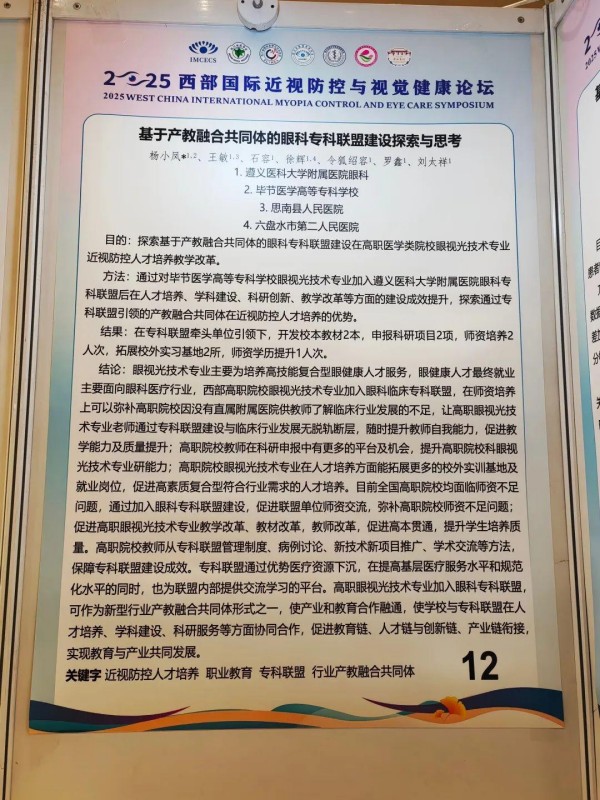 IMCECS
2025 西部国际近视防控与视觉健康论坛
2025 WEST CHINA INTERNATIONAL MYOPIA CONTROL AND EYE CARE SYMPOSIUM
基于产教融合共同体的眼科专科联盟建设探索与思考
杨小凤*1,2、王敏1,3、石容1、徐辉1,4、令狐绍容1、罗鑫1、刘太祥1
1. 遵义医科大学附属医院眼科
2. 毕节医学高等专科学校
3. 思南县人民医院
4. 六盘水市第二人民医院
目的：探索基于产教融合共同体的眼科专科联盟建设在高职医学类院校眼视光技术专业
近视防控人才培养教学改革。
方法：通过对毕节医学高等专科学校眼视光技术专业加入遵义医科大学附属医院眼科专
科联盟后在人才培养、学科建设、科研创新、教学改革等方面的建设成效提升，探索通过专
科联盟引领的产教融合共同体在近视防控人才培养的优势。
结果：在专科联盟牵头单位引领下，开发校本教材2本，申报科研项目2项，师资培养2
人次，拓展校外实习基地2所，师资学历提升1人次。
结论：眼视光技术专业主要为培养高技能复合型眼健康人才服务，眼健康人才最终就业
主要面向眼科医疗行业，西部高职院校眼视光技术专业加入眼科临床专科联盟，在师资培养
上可以弥补高职院校因没有直属附属医院供教师了解临床行业发展的不足，让高职眼视光技
术专业老师通过专科联盟建设与临床行业发展无脱轨断层，随时提升教师自我能力，促进教
学能力及质量提升；高职院校教师在科研申报中有更多的平台及机会，提升高职院校科眼视
光技术专业研能力；高职院校眼视光技术专业在人才培养方面能拓展更多的校外实训基地及
就业岗位，促进高素质复合型符合行业需求的人才培养。目前全国高职院校均面临师资不足
问题，通过加入眼科专科联盟建设，促进联盟单位师资交流，弥补高职院校师资不足问题；
促进高职眼视光技术专业教学改革、教材改革，教师改革，促进高本贯通，提升学生培养质
量。高职院校教师从专科联盟管理制度、病例讨论、新技术新项目推广、学术交流等方法，
保障专科联盟建设成效。专科联盟通过优势医疗资源下沉，在提高基层医疗服务水平和规范
化水平的同时，也为联盟内部提供交流学习的平台。高职眼视光技术专业加入眼科专科联盟，
可作为新型行业产教融合共同体形式之一，使产业和教育合作融通，使学校与专科联盟在人
才培养、学科建设、科研服务等方面协同合作，促进教育链、人才链与创新链、产业链衔接，
实现教育与产业共同发展。
关键字 近视防控人才培养 职业教育 专科联盟 行业产教融合共同体
12